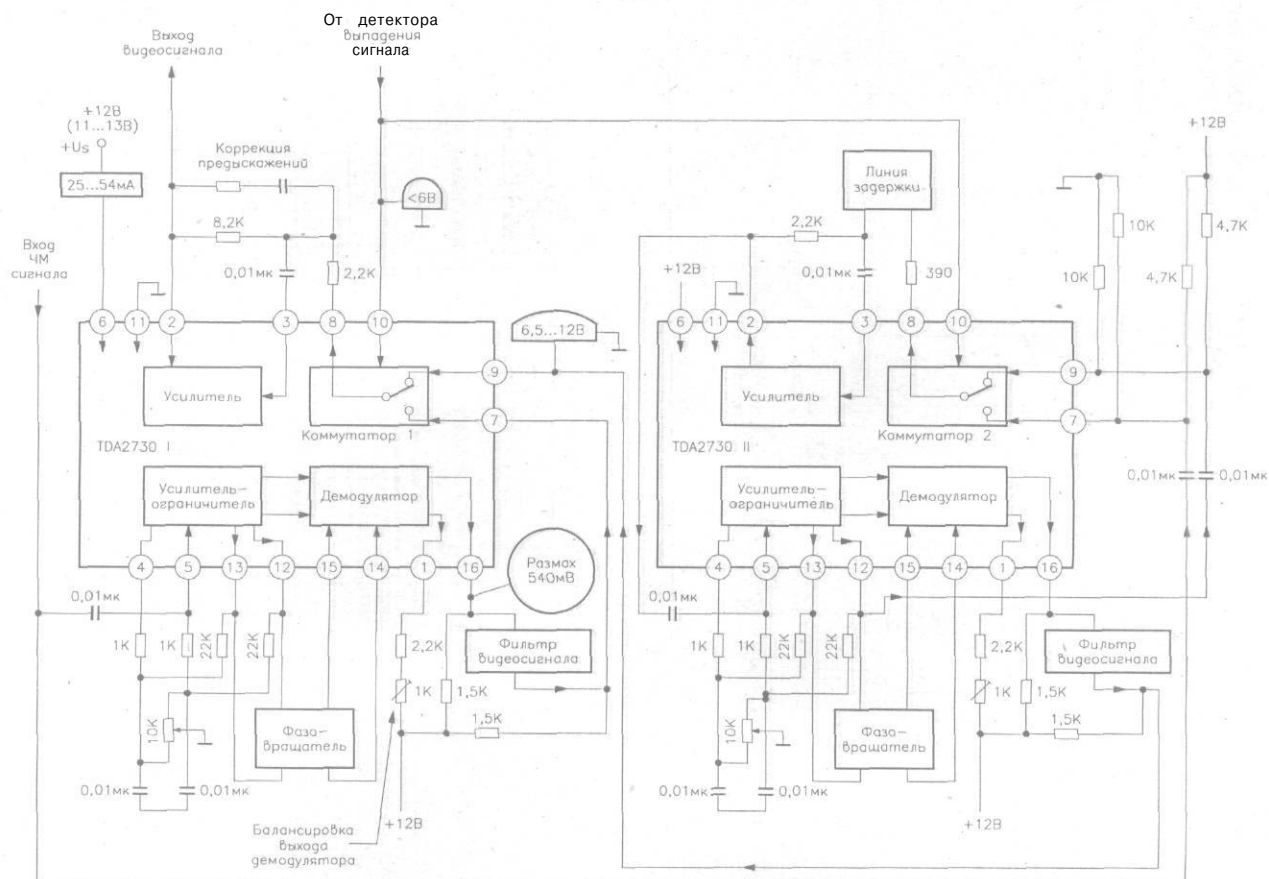 От детектора
выпадения
сигнала
Выход
видеосигнала
+12В
(11...13В)
+Us
25...54мА
Коррекция
предыскажений
<6В
8,2К
0,01мк
2,2К
Вход
ЧМ
сигнала
6
11
2
3
8
10
6,5...12В
9
7
Усилитель
Коммутатор 1
TDA2730 I
Усилитель-
ограничитель
Демодулятор
4
5
13
12
15
14
1
16
Размах
540мВ
0,01мк
1К
1К
22К
22К
2,2К
1К
1,5К
1,5К
Фильтр
видеосигнала
10К
Фазо-
вращатель
0,01мк
0,01мк
+12В
Балансировка
выхода
демодулятора
Линия
задержки
+12В
2,2К
0,01мк
390
10К
10К
4,7К
4,7К
+12В
6
11
2
3
8
10
9
7
Усилитель
Коммутатор 2
TDA2730 II
0,01мк
0,01мк
Усилитель-
ограничитель
Демодулятор
4
5
13
12
15
14
1
16
0,01мк
1К
1К
22К
22К
2,2К
1К
1,5К
1,5К
Фильтр
видеосигнала
10К
Фазо-
вращатель
0,01мк
0,01мк
+12В